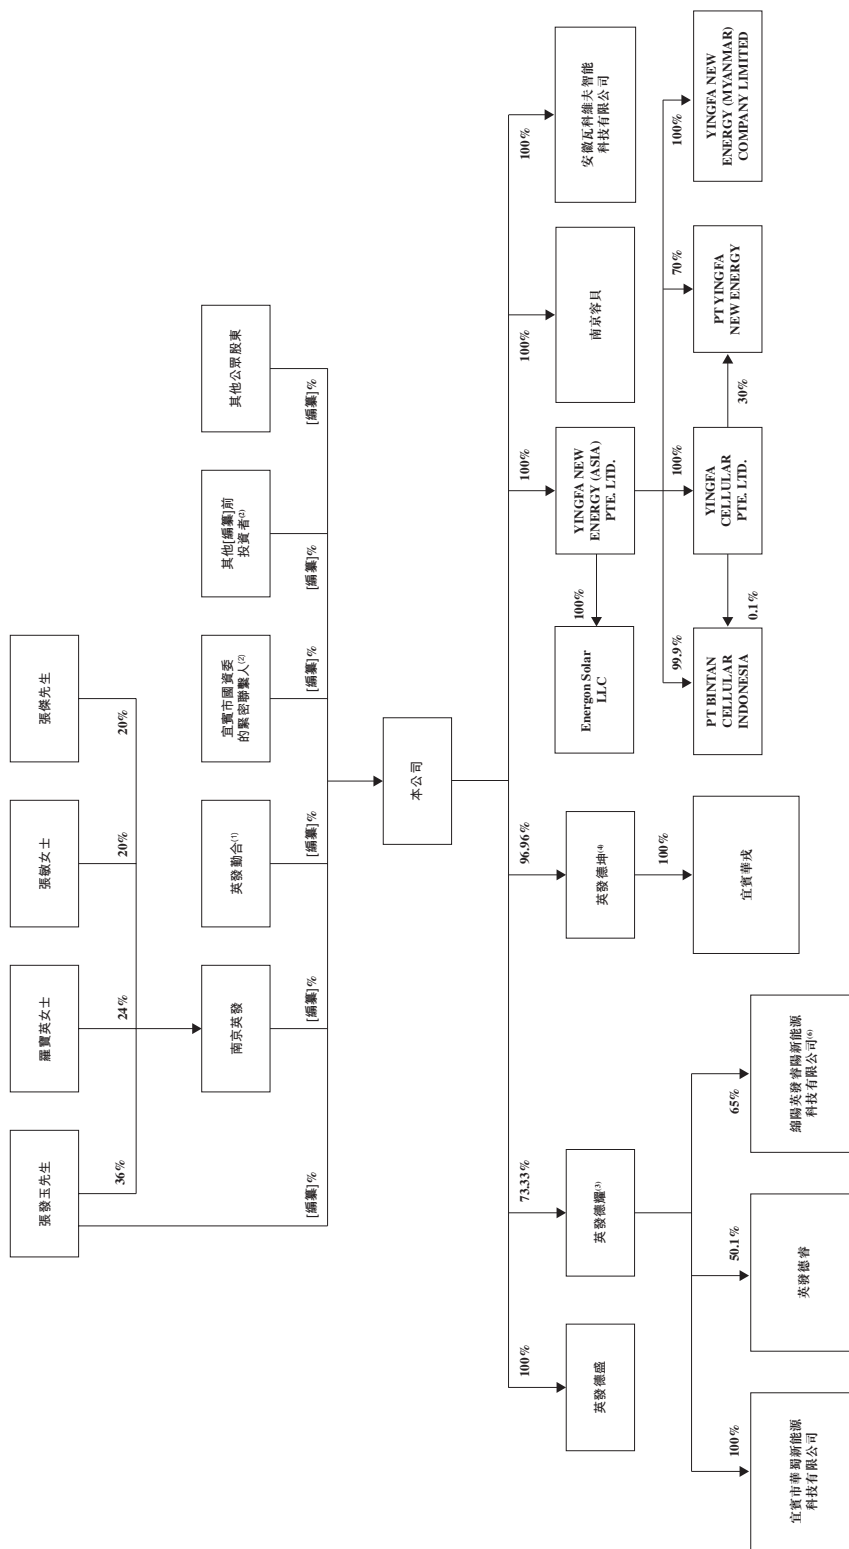 張發玉先生
羅寶英女士
張敏女士
張傑先生
36%
24%
20%
20%
南京英發
英發勤合(1)
宜賓市國資委
的緊密聯繫人(2)
其他[編纂]前
投資者(2)
其他公眾股東
[編纂]%
[編纂]%
[編纂]%
[編纂]%
[編纂]%
[編纂]%
本公司
100%
73.33%
96.96%
100%
100%
100%
英發德盛
英發德耀(3)
英發德坤(4)
Energon Solar
LLC
100%
YINGFA NEW
ENERGY (ASIA)
PTE. LTD.
南京容貝
安徽瓦科維夫智能
科技有限公司
100%
50.1%
65%
100%
99.9%
100%
70%
100%
宜賓市華蜀新能源
科技有限公司
英發德睿
綿陽英發睿陽新能源
科技有限公司(6)
宜賓華戎
PT BINTAN
CELLULAR
INDONESIA
0.1%
YINGFA
CELLULAR
PTE. LTD.
30%
PT YINGFA
NEW ENERGY
YINGFA NEW
ENERGY (MYANMAR)
COMPANY LIMITED